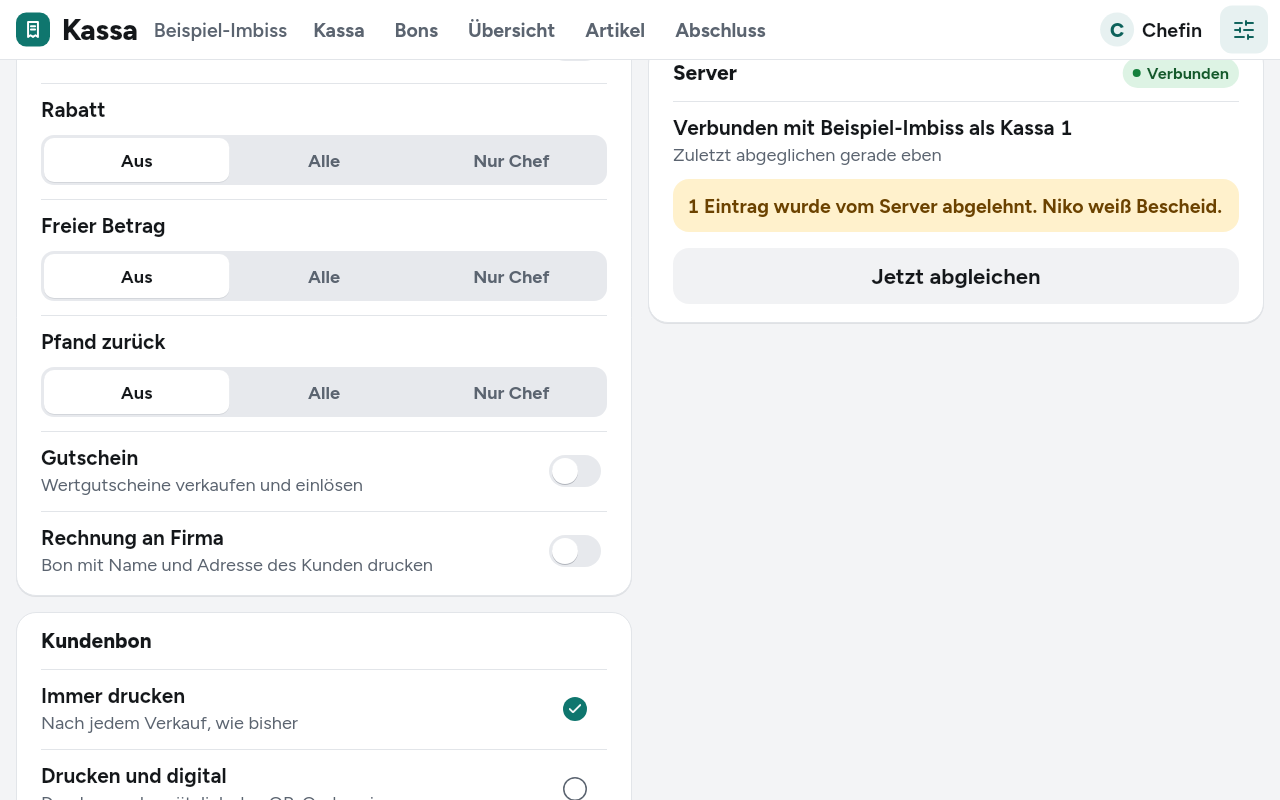 Kassa Beispiel-Imbiss Kassa Bons Übersicht Artikel Abschluss C Chefin
Rabatt
Aus Alle Nur Chef
Freier Betrag
Aus Alle Nur Chef
Pfand zurück
Aus Alle Nur Chef
Gutschein
Wertgutscheine verkaufen und einlösen
Rechnung an Firma
Bon mit Name und Adresse des Kunden drucken
Kundenbon
Immer drucken
Nach jedem Verkauf, wie bisher
Drucken und digital
Server
Verbunden
Verbunden mit Beispiel-Imbiss als Kassa 1
Zuletzt abgeglichen gerade eben
1 Eintrag wurde vom Server abgelehnt. Niko weiß Bescheid.
Jetzt abgleichen